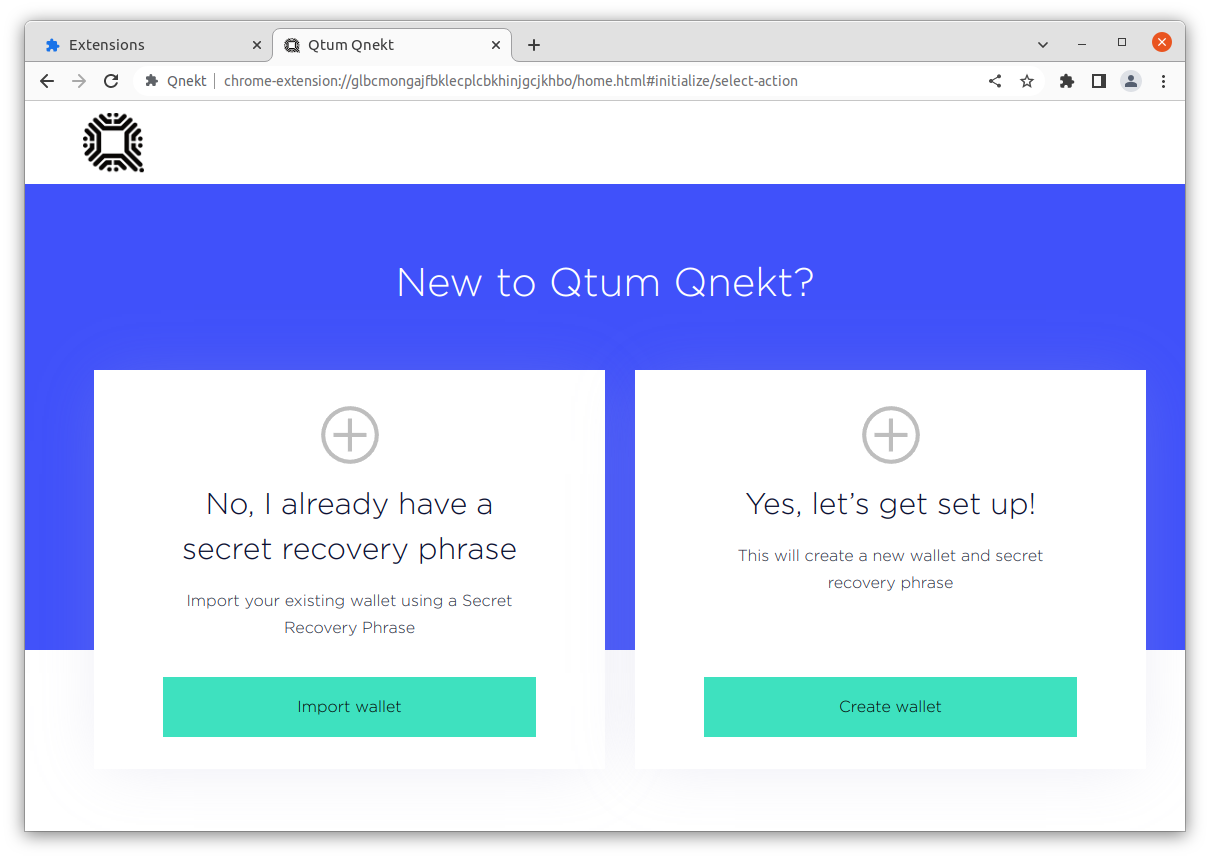 Extensions
Qtum Qnekt
Qnekt
chrome-extension://glbcmongajfbklecplcbkhinjgcjkhbo/home.html#initialize/select-action
New to Qtum Qnekt?
No, I already have a
secret recovery phrase
Import your existing wallet using a Secret
Recovery Phrase
Import wallet
Yes, let’s get set up!
This will create a new wallet and secret
recovery phrase
Create wallet